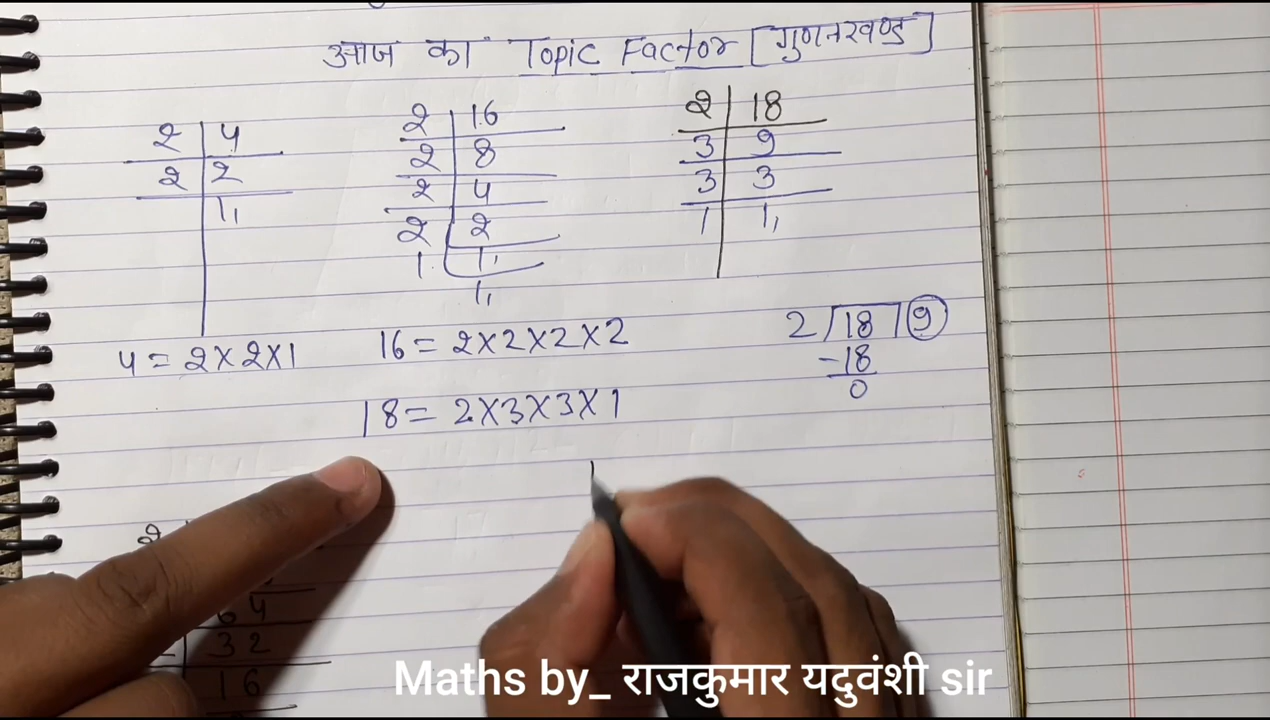 आज का Topic Factor [गुणनखण्ड]
2 | 4
2 | 2
1,
2 | 16
2 | 8
2 | 4
2 | 2
1 | 1,
1,
2 | 18
3 | 9
3 | 3
1 | 1,
4 = 2×2×1
16 = 2×2×2×2
2 / 18 / 9
-18
0
18 = 2×3×3×1
2
64
32
16
Maths by_ राजकुमार यदुवंशी sir